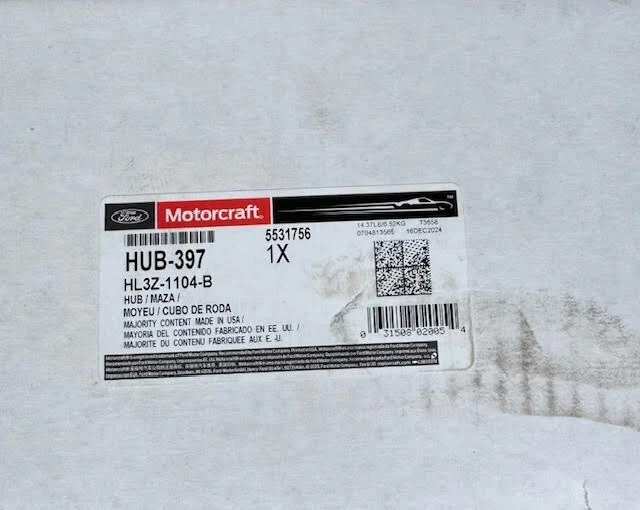 Ford
Motorcraft
5531756
14.37LB/6.52KG T3658
0704813565 16DEC2024
HUB-397
1X
HL3Z-1104-B
HUB / MAZA /
MOYEU / CUBO DE RODA
MAJORITY CONTENT MADE IN USA /
MAYORIA DEL CONTENIDO FABRICADO EN EE. UU. /
MAJORITE DU CONTENU FABRIQUEE AUX E.-U.
0 31508 02005 4